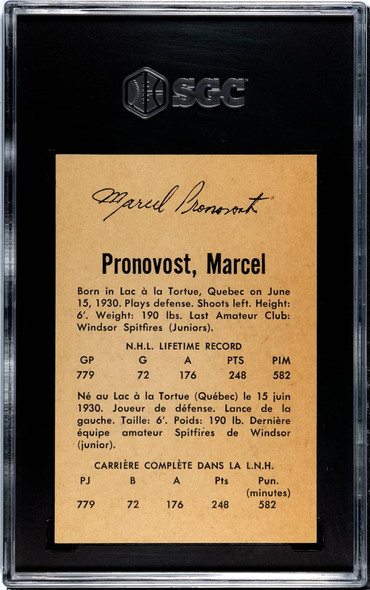 SGC
Marcel Pronovost
Pronovost, Marcel
Born in Lac à la Tortue, Quebec on June
15, 1930. Plays defense. Shoots left. Height:
6'. Weight: 190 lbs. Last Amateur Club:
Windsor Spitfires (Juniors).
N.H.L. LIFETIME RECORD
GP G A PTS PIM
779 72 176 248 582
Né au Lac à la Tortue (Québec) le 15 juin
1930. Joueur de défense. Lance de la
gauche. Taille: 6'. Poids: 190 lb. Dernière
équipe amateur Spitfires de Windsor
(junior).
CARRIÈRE COMPLÈTE DANS LA L.N.H.
PJ B A Pts Pun.
(minutes)
779 72 176 248 582